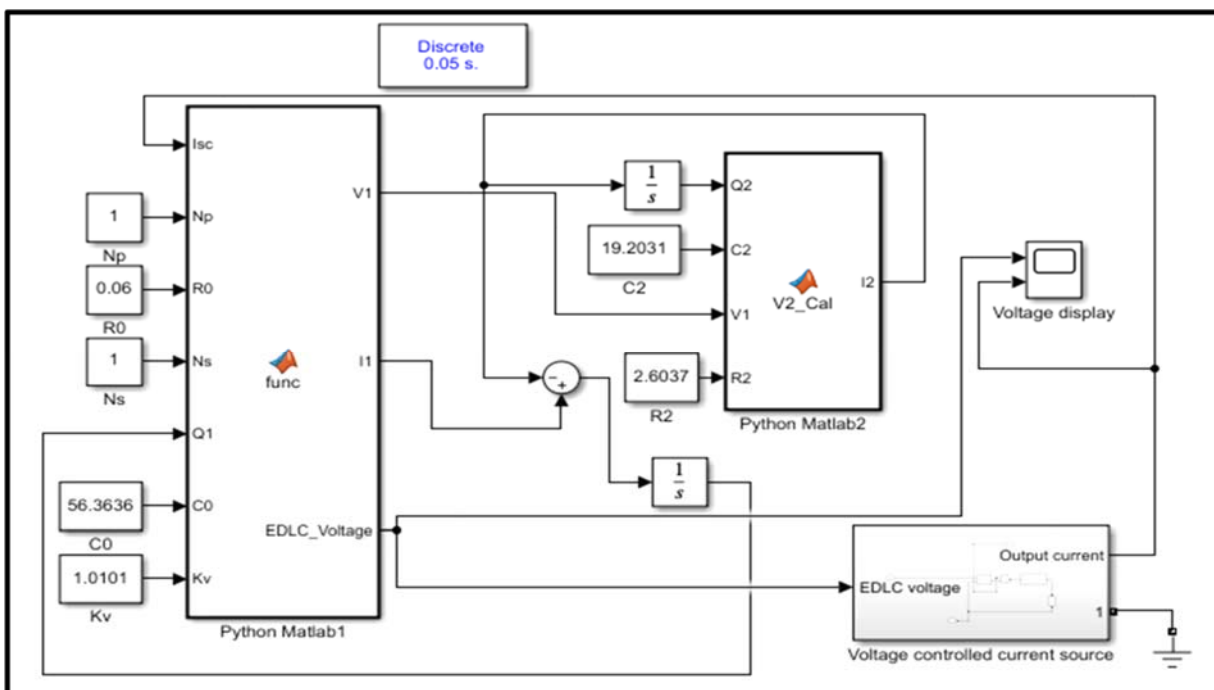 Discrete
0.05 s.
Isc
Np
R0
Ns
Q1
C0
Kv
V1
I1
EDLC_Voltage
func
Python Matlab1
1
Np
0.06
R0
1
Ns
56.3636
C0
1.0101
Kv
1
s
19.2031
C2
2.6037
R2
Q2
C2
V1
R2
I2
V2_Cal
Python Matlab2
-
+
1
s
Voltage display
Output current
EDLC voltage
1
Voltage controlled current source